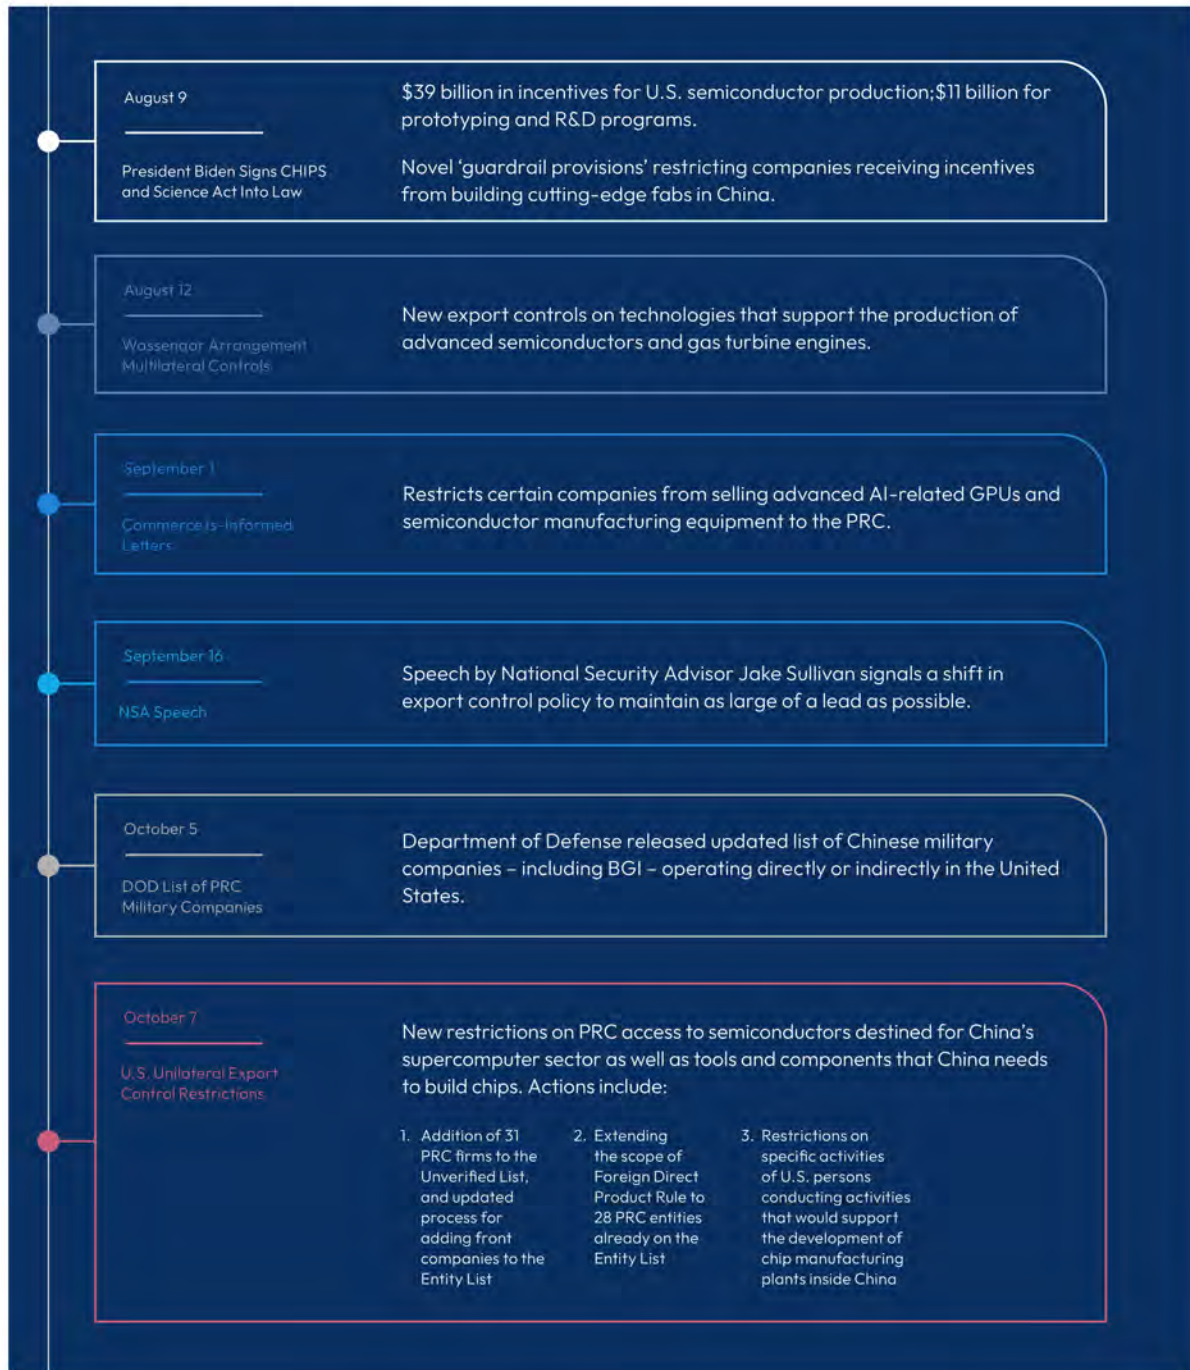 August 9
President Biden Signs CHIPS
and Science Act Into Law
$39 billion in incentives for U.S. semiconductor production;$11 billion for
prototyping and R&D programs.
Novel ‘guardrail provisions’ restricting companies receiving incentives
from building cutting-edge fabs in China.
August 12
Wassenaar Arrangement
Multilateral Controls
New export controls on technologies that support the production of
advanced semiconductors and gas turbine engines.
September 1
Commerce is-Informed
Letters
Restricts certain companies from selling advanced AI-related GPUs and
semiconductor manufacturing equipment to the PRC.
September 16
NSA Speech
Speech by National Security Advisor Jake Sullivan signals a shift in
export control policy to maintain as large of a lead as possible.
October 5
DOD List of PRC
Military Companies
Department of Defense released updated list of Chinese military
companies – including BGI – operating directly or indirectly in the United
States.
October 7
U.S. Unilateral Export
Control Restrictions
New restrictions on PRC access to semiconductors destined for China’s
supercomputer sector as well as tools and components that China needs
to build chips. Actions include:
1. Addition of 31
PRC firms to the
Unverified List,
and updated
process for
adding front
companies to the
Entity List
2. Extending
the scope of
Foreign Direct
Product Rule to
28 PRC entities
already on the
Entity List
3. Restrictions on
specific activities
of U.S. persons
conducting activities
that would support
the development of
chip manufacturing
plants inside China